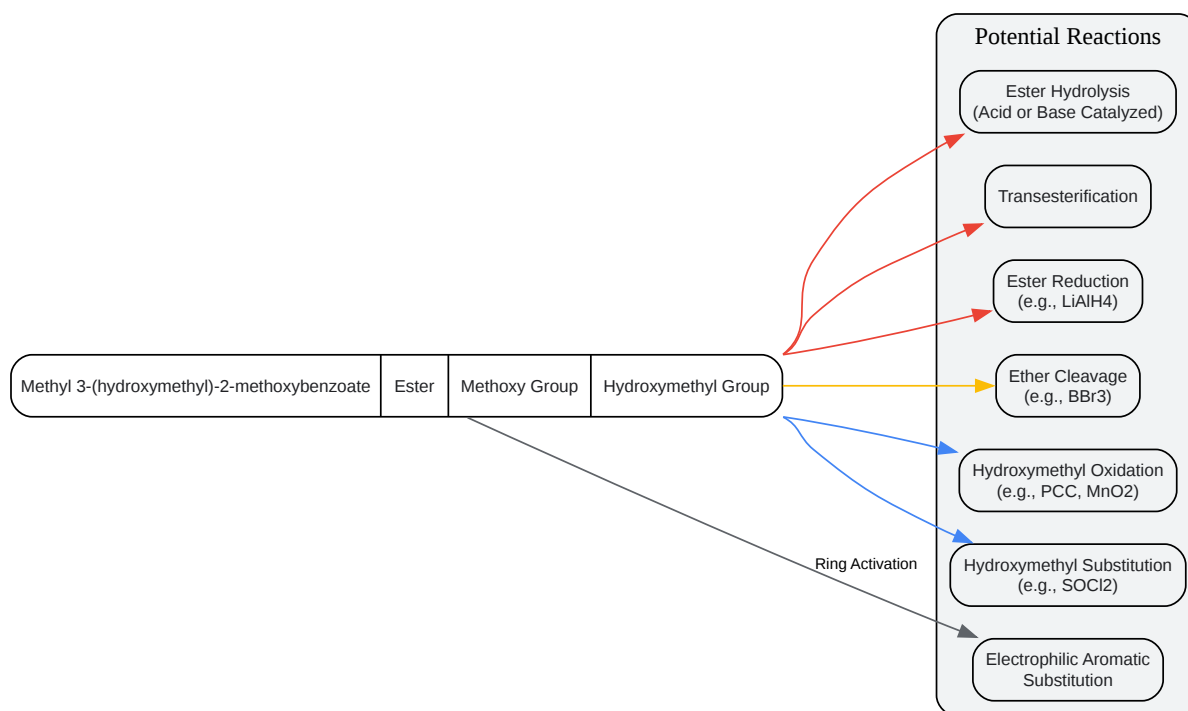 Potential Reactions
Ester Hydrolysis
(Acid or Base Catalyzed)
Transesterification
Ester Reduction
(e.g., LiAlH4)
Methyl 3-(hydroxymethyl)-2-methoxybenzoate
Ester
Methoxy Group
Hydroxymethyl Group
Ether Cleavage
(e.g., BBr3)
Hydroxymethyl Oxidation
(e.g., PCC, MnO2)
Ring Activation
Hydroxymethyl Substitution
(e.g., SOCl2)
Electrophilic Aromatic
Substitution